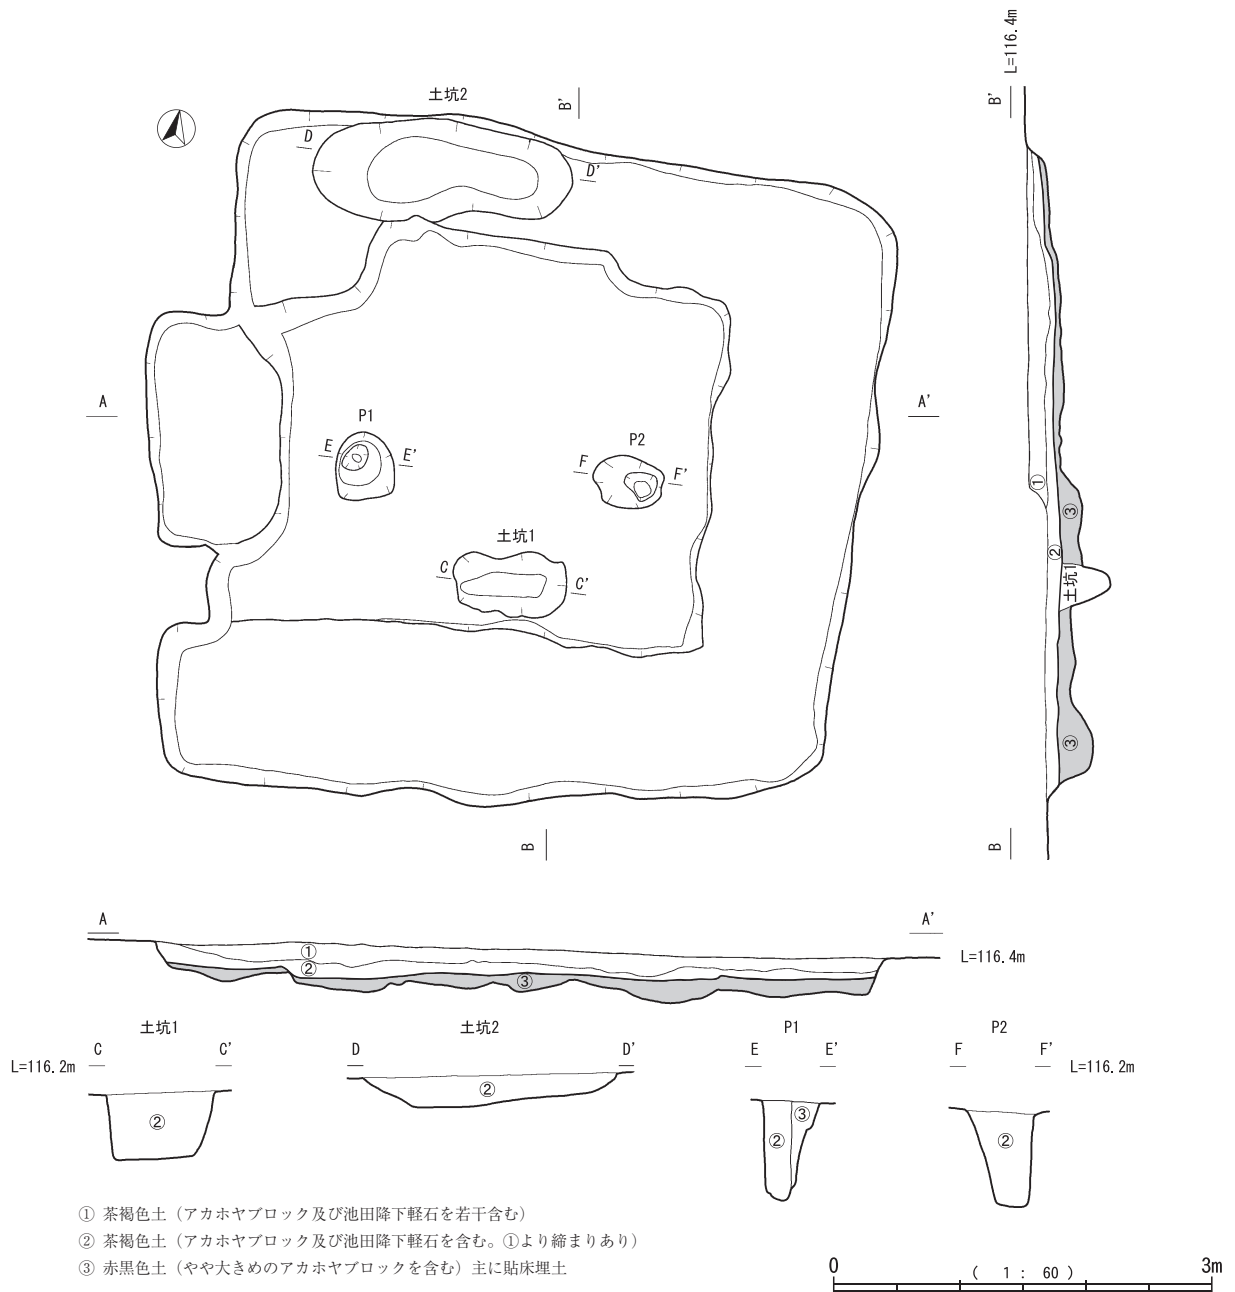 L=116.4m
B'
土坑2
B'
D
D'
A
A'
P1
E
E'
P2
F
F'
土坑1
C
C'
①
③
②
土坑1
③
B
B
A
A'
①
②
③
L=116.4m
土坑1
土坑2
P1
P2
C
C'
D
D'
E
E'
F
F'
L=116.2m
L=116.2m
②
②
②
③
②
① 茶褐色土（アカホヤブロック及び池田降下軽石を若干含む）
② 茶褐色土（アカホヤブロック及び池田降下軽石を含む。①より締まりあり）
③ 赤黒色土（やや大きめのアカホヤブロックを含む）主に貼床埋土
0
( 1 : 60 )
3m